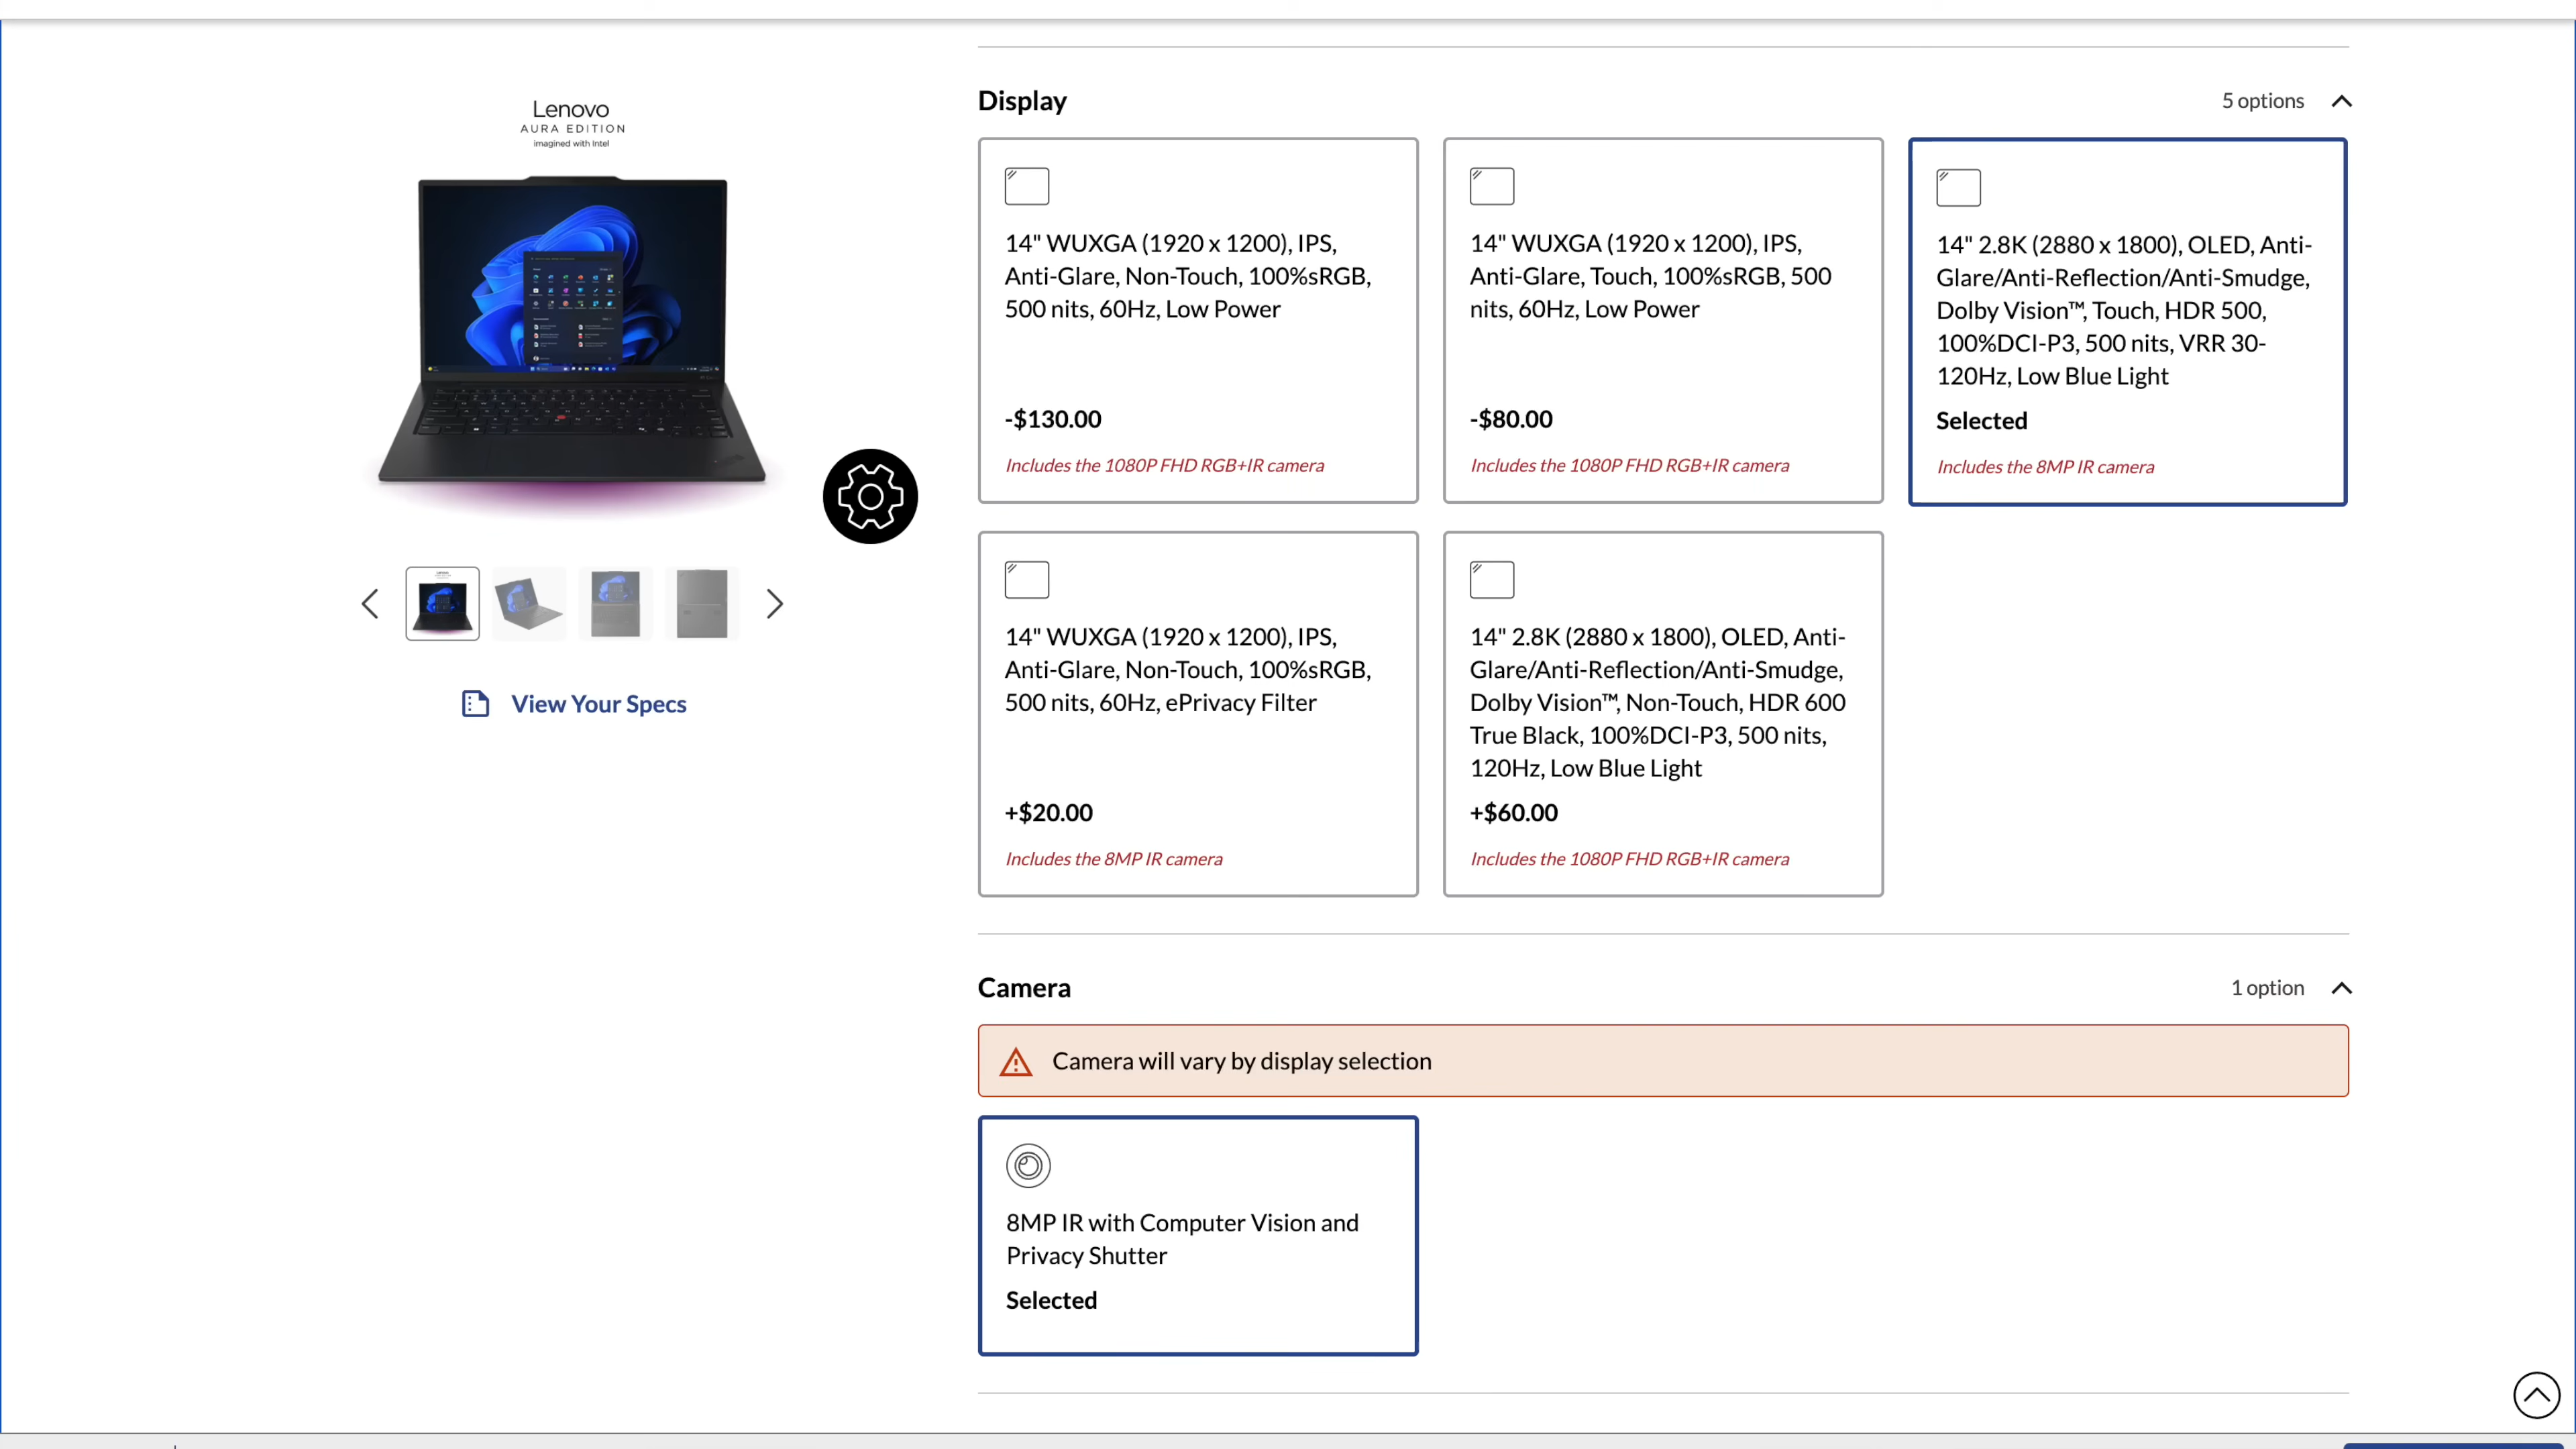 Lenovo
AURA EDITION
imagined with Intel
View Your Specs
Display
5 options
14" WUXGA (1920 x 1200), IPS,
Anti-Glare, Non-Touch, 100%sRGB,
500 nits, 60Hz, Low Power
-$130.00
Includes the 1080P FHD RGB+IR camera
14" WUXGA (1920 x 1200), IPS,
Anti-Glare, Touch, 100%sRGB, 500
nits, 60Hz, Low Power
-$80.00
Includes the 1080P FHD RGB+IR camera
14" 2.8K (2880 x 1800), OLED, Anti-
Glare/Anti-Reflection/Anti-Smudge,
Dolby Vision™, Touch, HDR 500,
100%DCI-P3, 500 nits, VRR 30-
120Hz, Low Blue Light
Selected
Includes the 8MP IR camera
14" WUXGA (1920 x 1200), IPS,
Anti-Glare, Non-Touch, 100%sRGB,
500 nits, 60Hz, ePrivacy Filter
+$20.00
Includes the 8MP IR camera
14" 2.8K (2880 x 1800), OLED, Anti-
Glare/Anti-Reflection/Anti-Smudge,
Dolby Vision™, Non-Touch, HDR 600
True Black, 100%DCI-P3, 500 nits,
120Hz, Low Blue Light
+$60.00
Includes the 1080P FHD RGB+IR camera
Camera
1 option
Camera will vary by display selection
8MP IR with Computer Vision and
Privacy Shutter
Selected